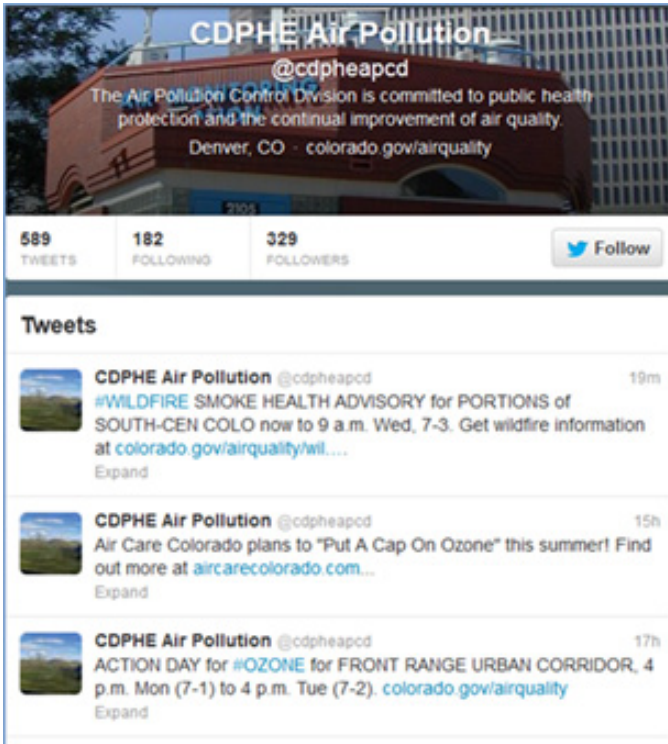 CDPHE Air Pollution
@cdpheapcd
The Air Pollution Control Division is committed to public health
protection and the continual improvement of air quality.
Denver, CO · colorado.gov/airquality
2105
589
TWEETS
182
FOLLOWING
329
FOLLOWERS
Follow
Tweets
CDPHE Air Pollution @cdpheapcd 19m
#WILDFIRE SMOKE HEALTH ADVISORY for PORTIONS of
SOUTH-CEN COLO now to 9 a.m. Wed, 7-3. Get wildfire information
at colorado.gov/airquality/wil....
Expand
CDPHE Air Pollution @cdpheapcd 15h
Air Care Colorado plans to "Put A Cap On Ozone" this summer! Find
out more at aircarecolorado.com...
Expand
CDPHE Air Pollution @cdpheapcd 17h
ACTION DAY for #OZONE for FRONT RANGE URBAN CORRIDOR, 4
p.m. Mon (7-1) to 4 p.m. Tue (7-2). colorado.gov/airquality
Expand